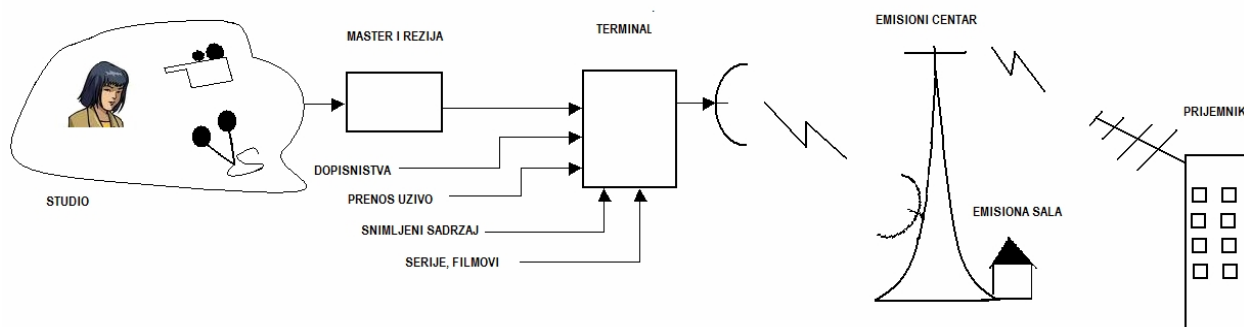 EMISIONI CENTAR
MASTER I REZIJA
TERMINAL
PRIJEMNIK
DOPISNISTVA
STUDIO
PRENOS UZIVO
EMISIONA SALA
SNIMLJENI SADRZAJ
SERIJE, FILMOVI